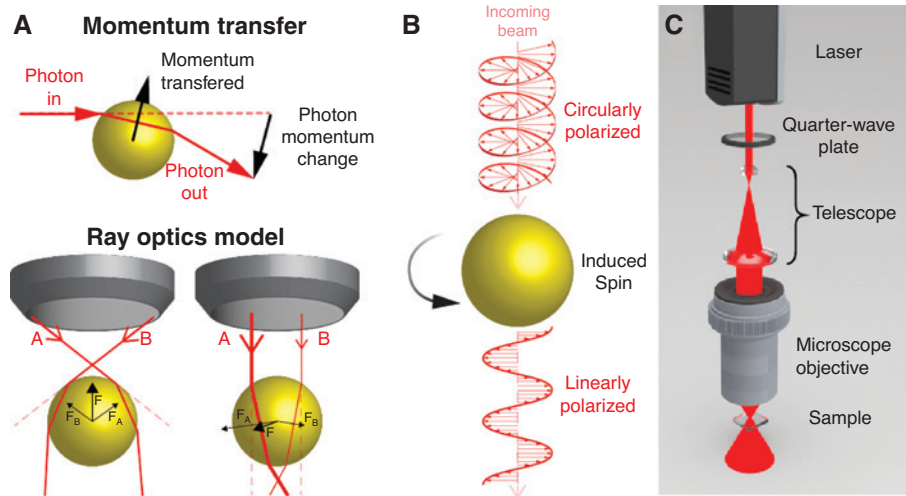 A
Momentum transfer
Photon
in
Momentum
transfered
Photon
momentum
change
Photon
out
Ray optics model
A
B
F
F_B
F_A
A
B
F_A
F_B
F
B
Incoming
beam
Circularly
polarized
Induced
Spin
Linearly
polarized
C
Laser
Quarter-wave
plate
Telescope
Microscope
objective
Sample